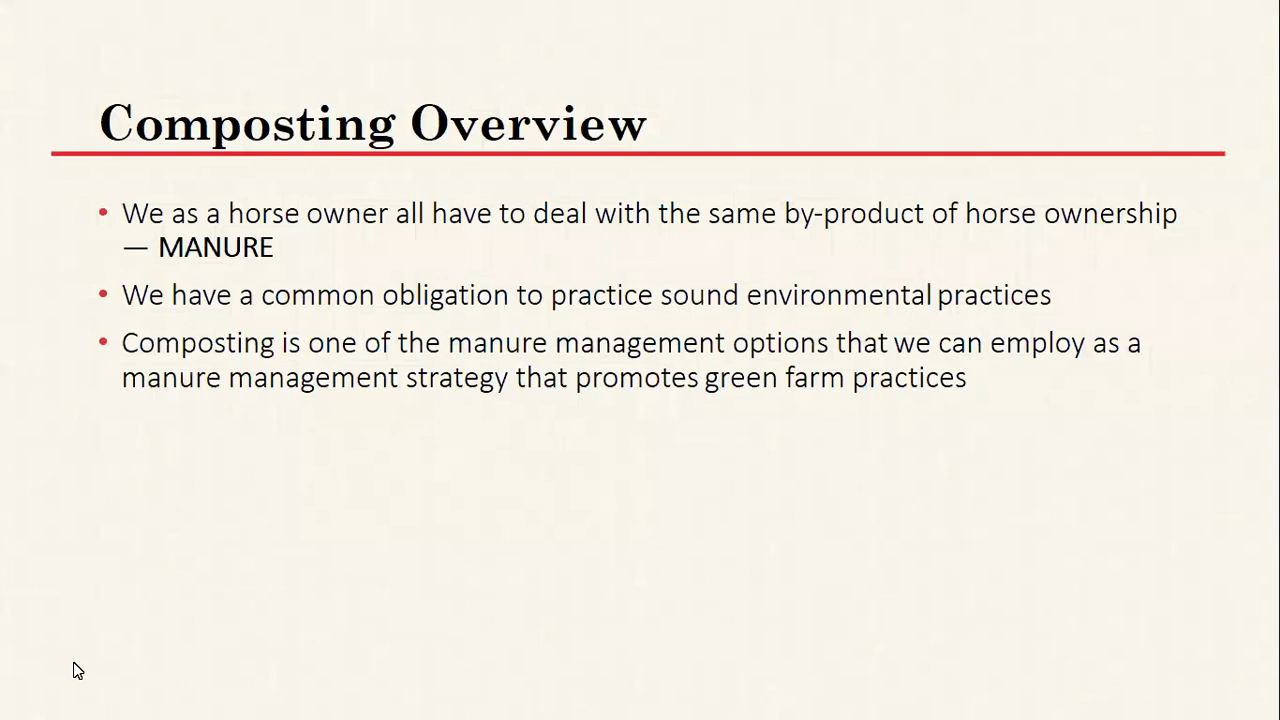 Composting Overview
• We as a horse owner all have to deal with the same by-product of horse ownership
— MANURE
• We have a common obligation to practice sound environmental practices
• Composting is one of the manure management options that we can employ as a
manure management strategy that promotes green farm practices